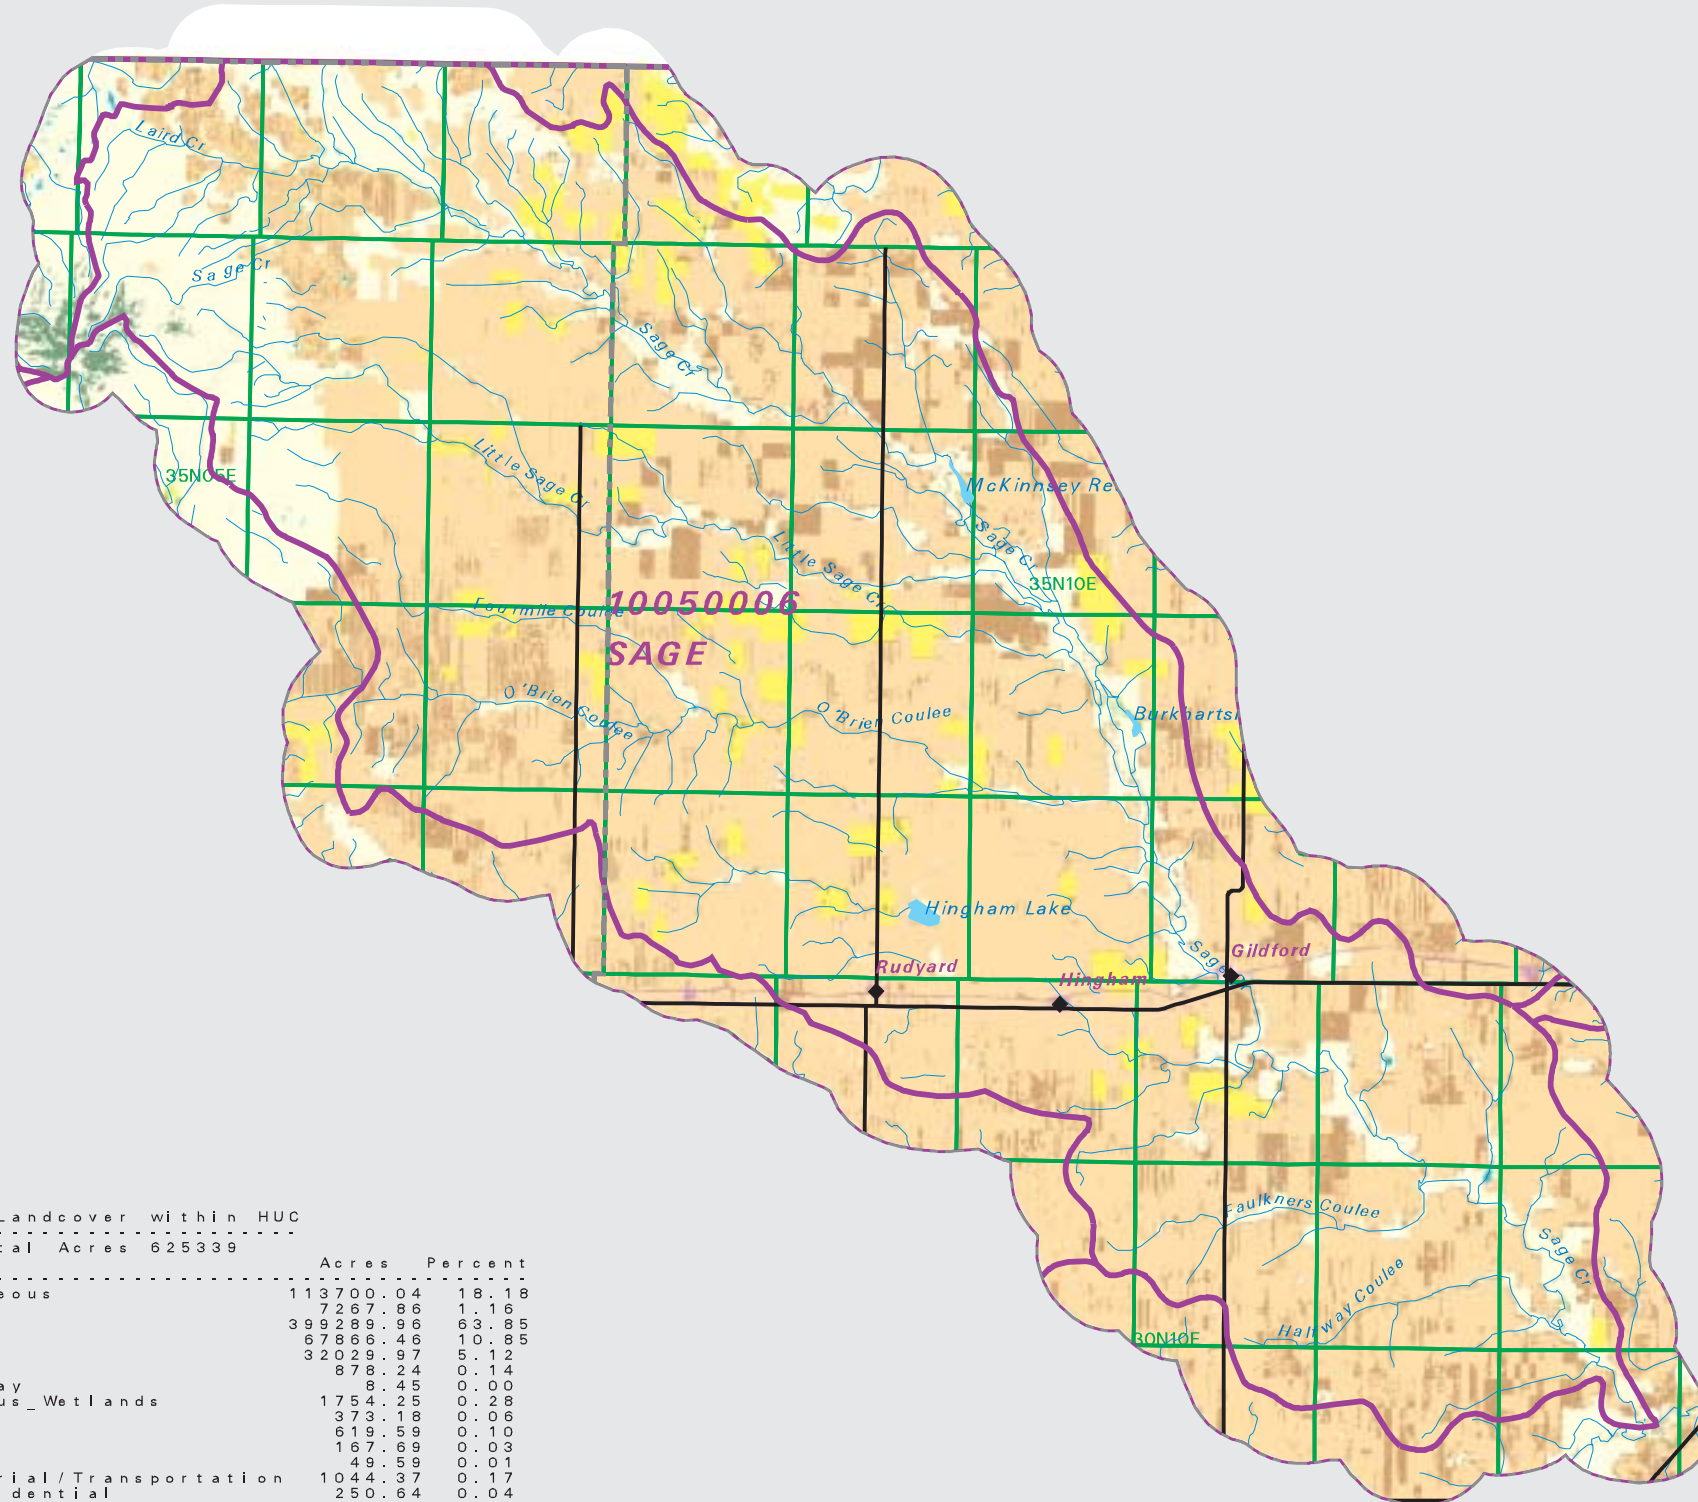 Laird Cr
Sage Cr
Sage Cr
35N05E
Little Sage Cr
McKinnsey Re
Sage Cr
Little Sage Cr
35N10E
Fourmile Coulee
10050006
SAGE
O'Brien Coulee
O'Brien Coulee
Burkhartsl
Hingham Lake
Sage Cr
Gildford
Rudyard
Hingham
Faulkners Coulee
Sage Cr
Halfway Coulee
30N10E
Landcover within HUC
tal Acres 625339
Acres Percent
eous 113700.04 18.18
7267.86 1.16
399289.96 63.85
67866.46 10.85
32029.97 5.12
878.24 0.14
ay 8.45 0.00
us_Wetlands 1754.25 0.28
373.18 0.06
619.59 0.10
167.69 0.03
49.59 0.01
rial/Transportation 1044.37 0.17
dential 250.64 0.04